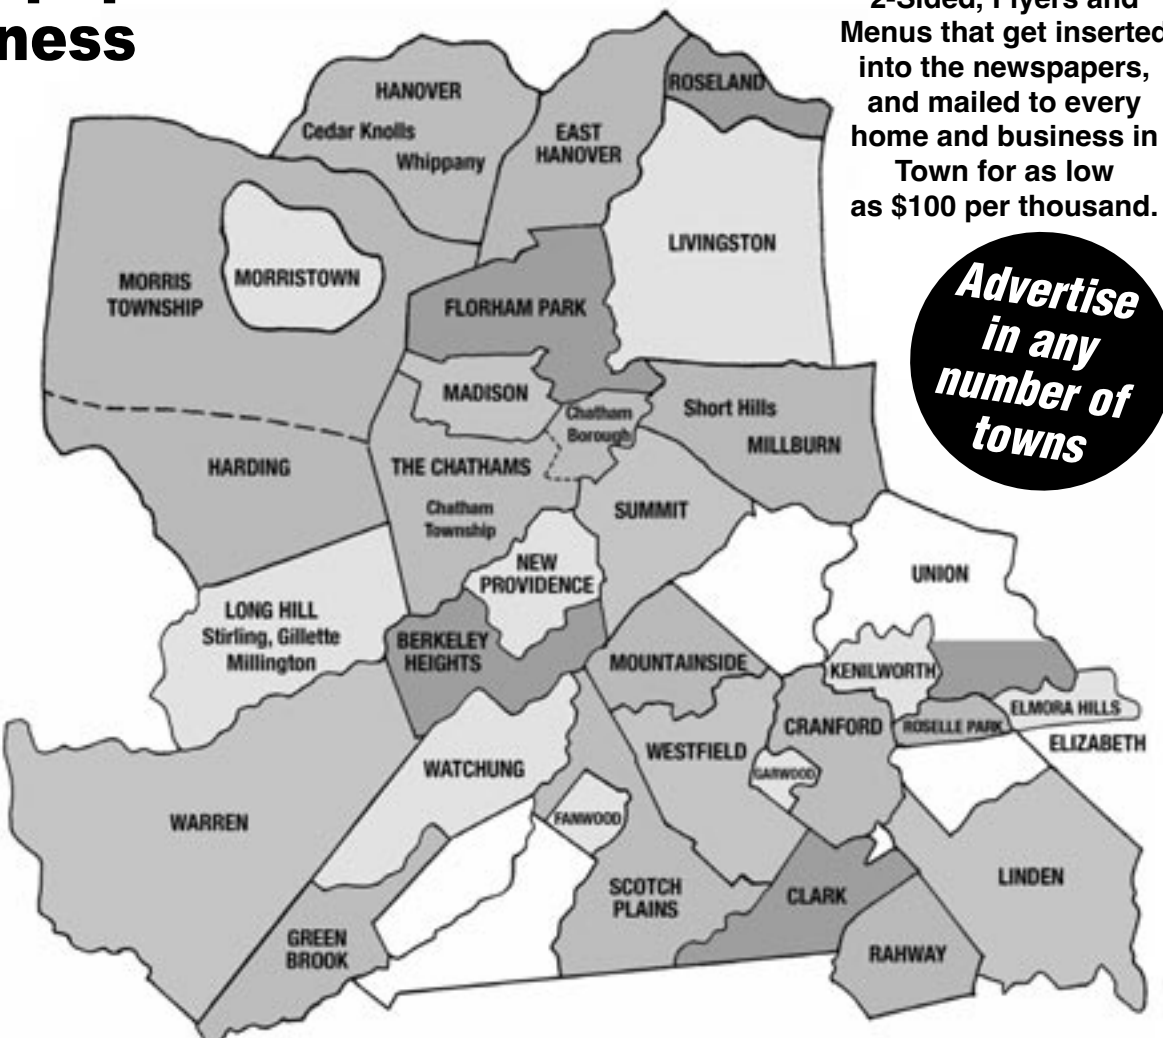 ness
2-Sided, Flyers and
Menus that get inserted
into the newspapers,
and mailed to every
home and business in
Town for as low
as $100 per thousand.
Advertise
in any
number of
towns
HANOVER
Cedar Knolls
Whippany
EAST
HANOVER
ROSELAND
LIVINGSTON
MORRIS
TOWNSHIP
MORRISTOWN
FLORHAM PARK
MADISON
Chatham
Borough
Short Hills
MILLBURN
HARDING
THE CHATHAMS
Chatham
Township
SUMMIT
NEW
PROVIDENCE
UNION
LONG HILL
Stirling, Gillette
Millington
BERKELEY
HEIGHTS
MOUNTAINSIDE
KENILWORTH
ELMORA HILLS
ROSELLE PARK
ELIZABETH
CRANFORD
WESTFIELD
GARWOOD
WATCHUNG
FANWOOD
WARREN
SCOTCH
PLAINS
CLARK
LINDEN
GREEN
BROOK
RAHWAY